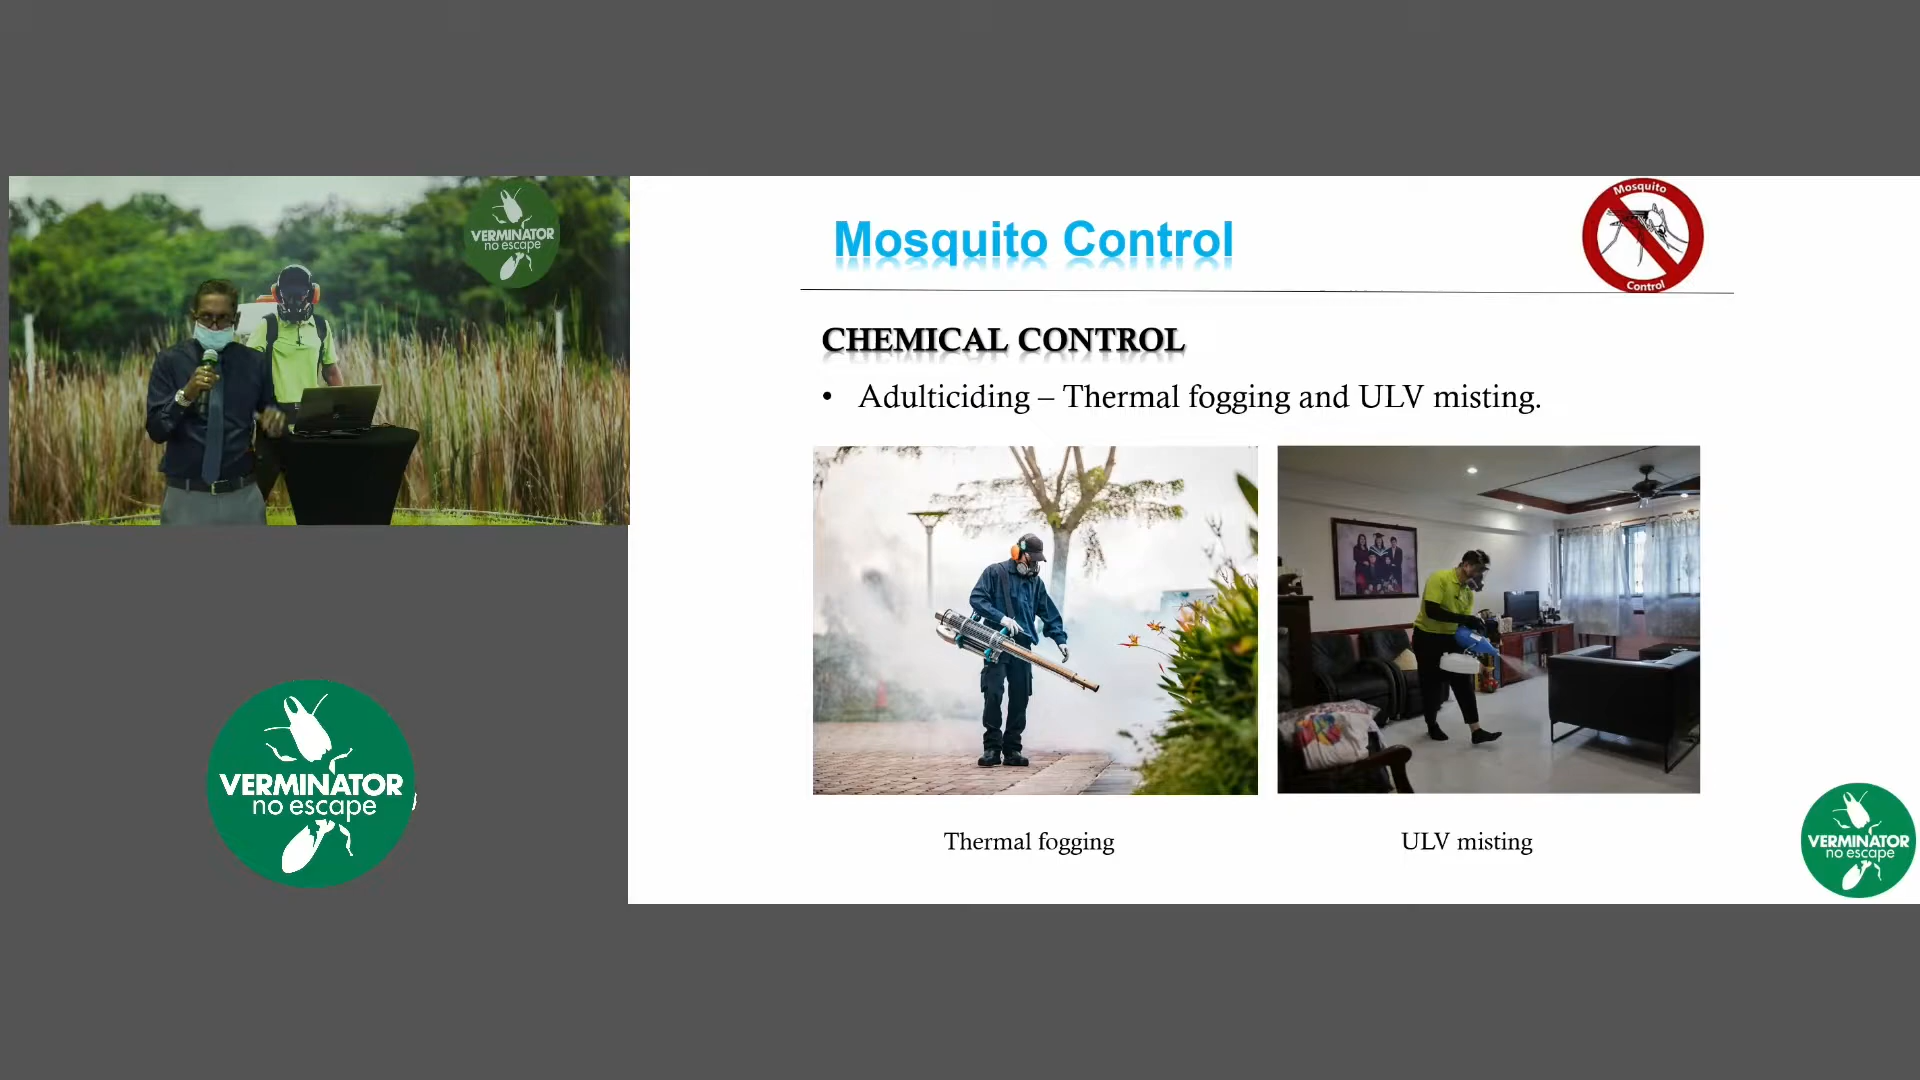 VERMINATOR
no escape
Mosquito Control
Mosquito
Control
CHEMICAL CONTROL
• Adulticiding – Thermal fogging and ULV misting.
Thermal fogging
ULV misting
VERMINATOR
no escape
VERMINATOR
no escape